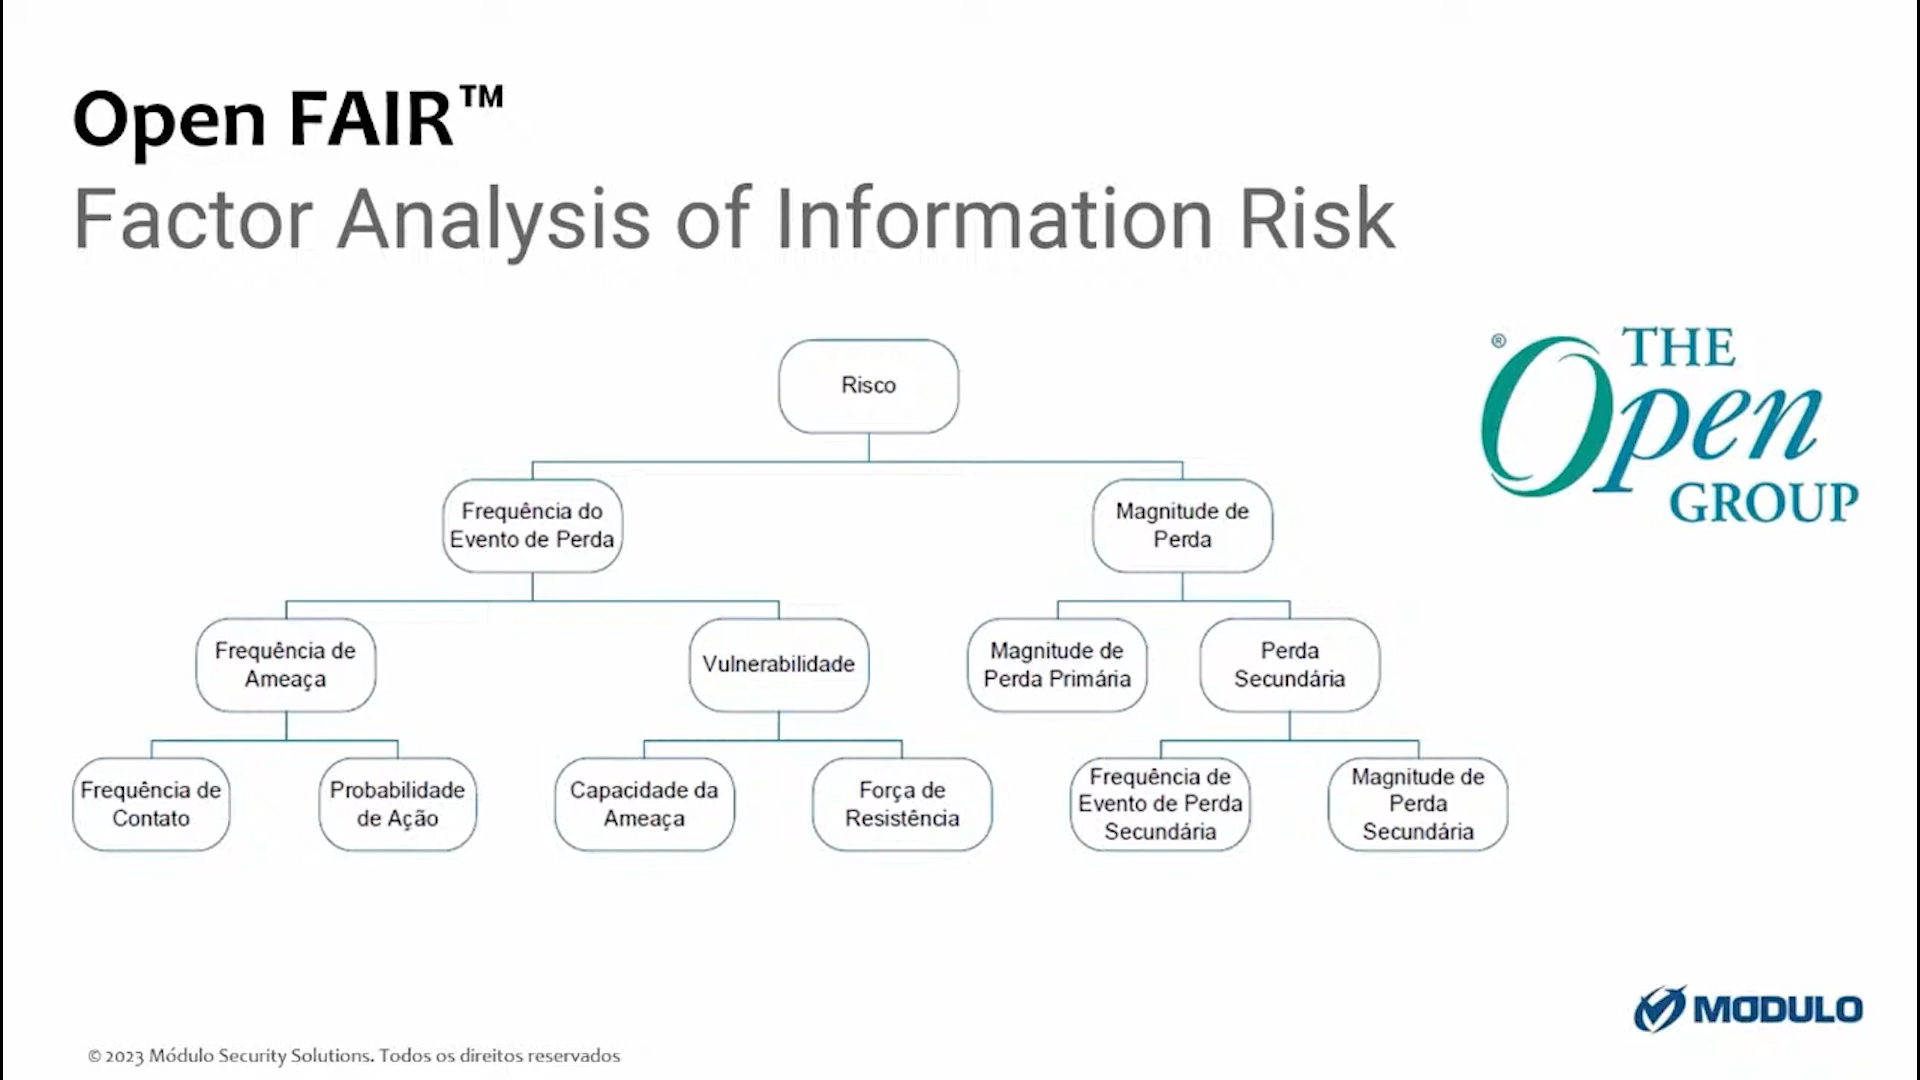 Open FAIR™
Factor Analysis of Information Risk
®
THE
Open
GROUP
Risco
Frequência do
Evento de Perda
Magnitude de
Perda
Frequência de
Ameaça
Vulnerabilidade
Magnitude de
Perda Primária
Perda
Secundária
Frequência de
Contato
Probabilidade
de Ação
Capacidade da
Ameaça
Força de
Resistência
Frequência de
Evento de Perda
Secundária
Magnitude de
Perda
Secundária
MODULO
© 2023 Módulo Security Solutions. Todos os direitos reservados